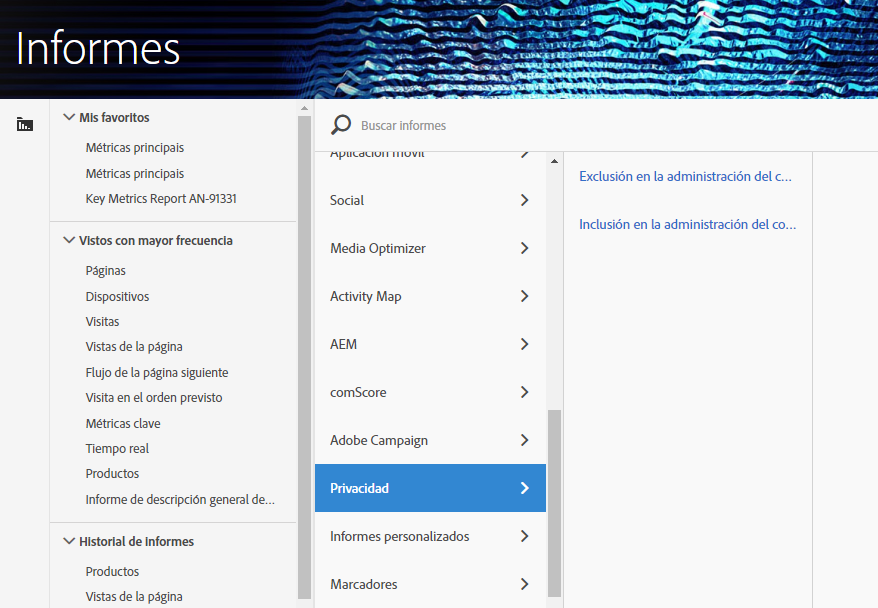 Informes
Mis favoritos
Métricas principales
Métricas principales
Key Metrics Report AN-91331
Vistos con mayor frecuencia
Páginas
Dispositivos
Visitas
Vistas de la página
Flujo de la página siguiente
Visita en el orden previsto
Métricas clave
Tiempo real
Productos
Informe de descripción general de...
Historial de informes
Productos
Vistas de la página
Buscar informes
Aplicación móvil
Social
Media Optimizer
Activity Map
AEM
comScore
Adobe Campaign
Privacidad
Informes personalizados
Marcadores
Exclusión en la administración del c...
Inclusión en la administración del co...